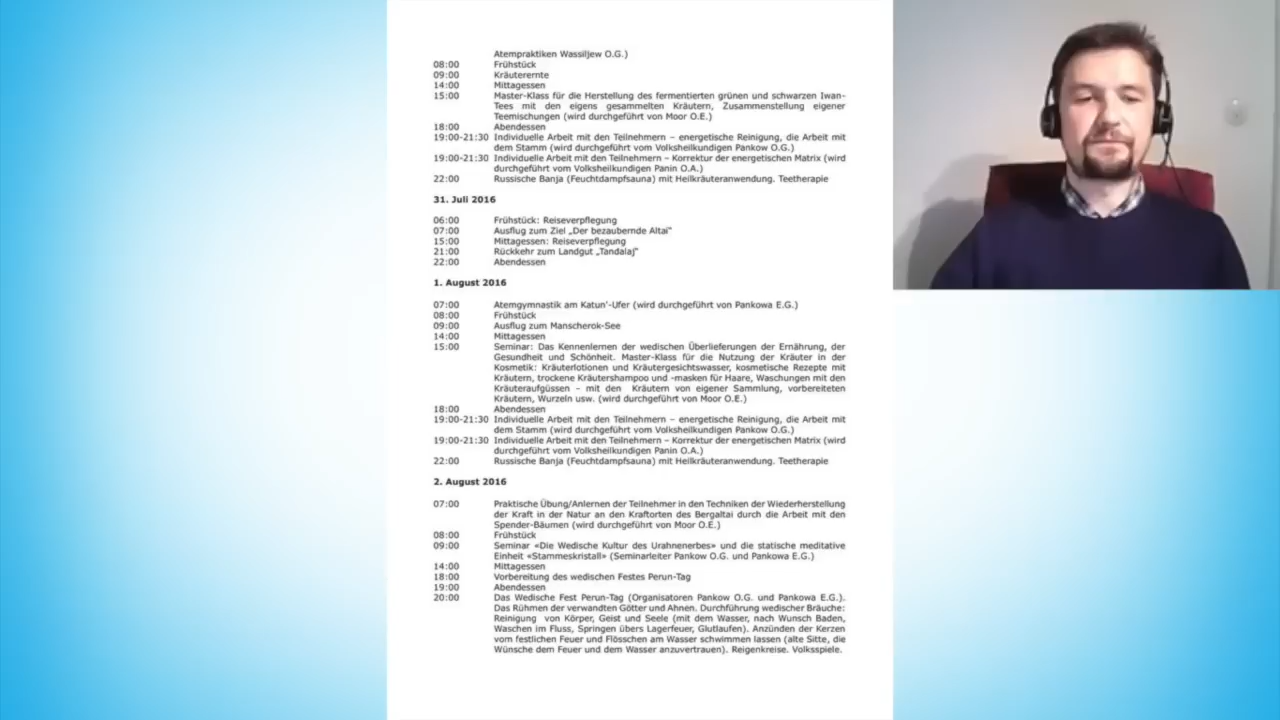 Atempraktiken Wassiljew O.G.)
08:00 Frühstück
09:00 Kräuterernte
14:00 Mittagessen
15:00 Master-Klass für die Herstellung des fermentierten grünen und schwarzen Iwan-
Tees mit den eigens gesammelten Kräutern, Zusammenstellung eigener
Teemischungen (wird durchgeführt von Moor O.E.)
18:00 Abendessen
19:00-21:30 Individuelle Arbeit mit den Teilnehmern – energetische Reinigung, die Arbeit mit
dem Stamm (wird durchgeführt vom Volksheilkundigen Pankow O.G.)
19:00-21:30 Individuelle Arbeit mit den Teilnehmern – Korrektur der energetischen Matrix (wird
durchgeführt vom Volksheilkundigen Panin O.A.)
22:00 Russische Banja (Feuchtdampfsauna) mit Heilkräuteranwendung. Teetherapie
31. Juli 2016
06:00 Frühstück: Reiseverpflegung
07:00 Ausflug zum Ziel „Der bezaubernde Altai"
15:00 Mittagessen: Reiseverpflegung
21:00 Rückkehr zum Landgut „Tandalaj"
22:00 Abendessen
1. August 2016
07:00 Atemgymnastik am Katun'-Ufer (wird durchgeführt von Pankowa E.G.)
08:00 Frühstück
09:00 Ausflug zum Manscherok-See
14:00 Mittagessen
15:00 Seminar: Das Kennenlernen der wedischen Überlieferungen der Ernährung, der
Gesundheit und Schönheit. Master-Klass für die Nutzung der Kräuter in der
Kosmetik: Kräuterlotionen und Kräutergesichtswasser, kosmetische Rezepte mit
Kräutern, trockene Kräutershampoo und -masken für Haare, Waschungen mit den
Kräuteraufgüssen – mit den Kräutern von eigener Sammlung, vorbereiteten
Kräutern, Wurzeln usw. (wird durchgeführt von Moor O.E.)
18:00 Abendessen
19:00-21:30 Individuelle Arbeit mit den Teilnehmern – energetische Reinigung, die Arbeit mit
dem Stamm (wird durchgeführt vom Volksheilkundigen Pankow O.G.)
19:00-21:30 Individuelle Arbeit mit den Teilnehmern – Korrektur der energetischen Matrix (wird
durchgeführt vom Volksheilkundigen Panin O.A.)
22:00 Russische Banja (Feuchtdampfsauna) mit Heilkräuteranwendung. Teetherapie
2. August 2016
07:00 Praktische Übung/Anlernen der Teilnehmer in den Techniken der Wiederherstellung
der Kraft in der Natur an den Kraftorten des Bergaltai durch die Arbeit mit den
Spender-Bäumen (wird durchgeführt von Moor O.E.)
08:00 Frühstück
09:00 Seminar «Die Wedische Kultur des Urahnenerbes» und die statische meditative
Einheit «Stammeskristall» (Seminarleiter Pankow O.G. und Pankowa E.G.)
14:00 Mittagessen
18:00 Vorbereitung des wedischen Festes Perun-Tag
19:00 Abendessen
20:00 Das Wedische Fest Perun-Tag (Organisatoren Pankow O.G. und Pankowa E.G.).
Das Rühmen der verwandten Götter und Ahnen. Durchführung wedischer Bräuche:
Reinigung von Körper, Geist und Seele (mit dem Wasser, nach Wunsch Baden,
Waschen im Fluss, Springen übers Lagerfeuer, Glutlaufen). Anzünden der Kerzen
vom festlichen Feuer und Flösschen am Wasser schwimmen lassen (alte Sitte, die
Wünsche dem Feuer und dem Wasser anzuvertrauen). Reigenkreise. Volksspiele.